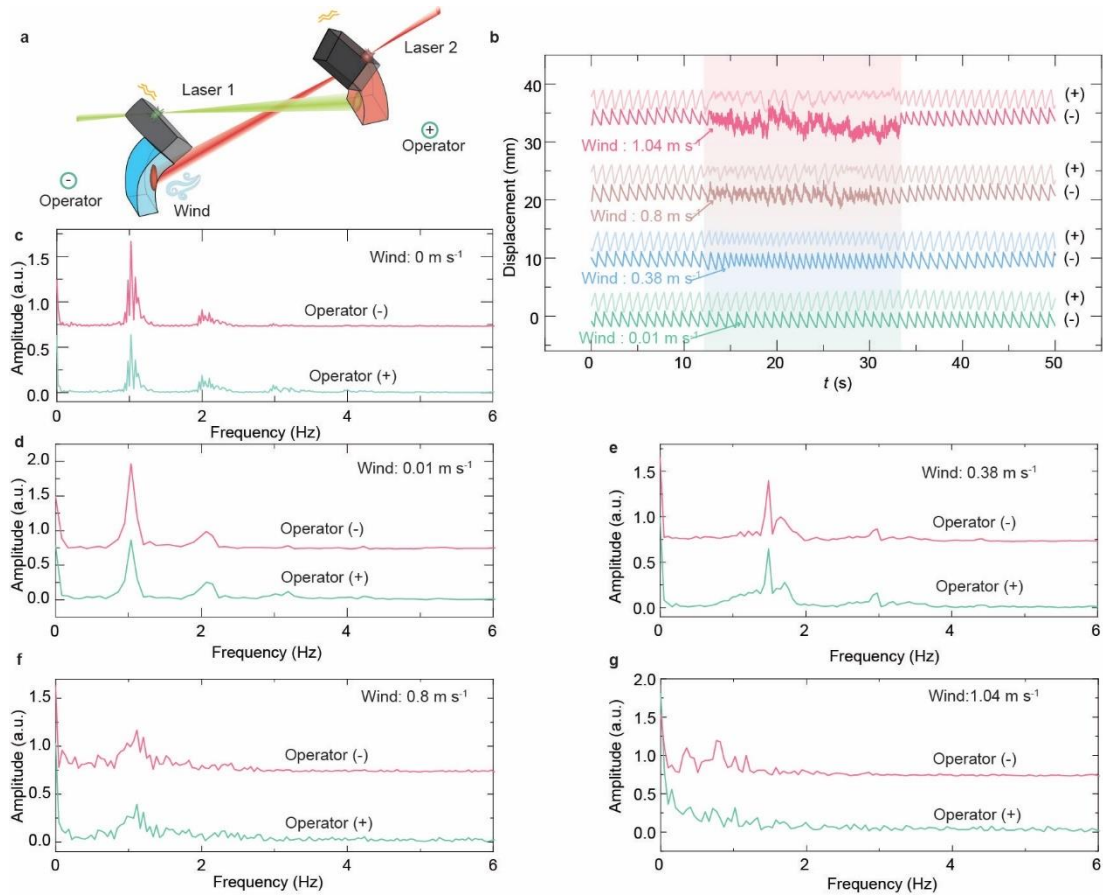 a
Laser 1
Laser 2
+
Operator
-
Operator
Wind
b
Displacement (mm)
40
30
20
10
0
(+)
(-)
Wind : 1.04 m s-1
(+)
(-)
Wind : 0.8 m s-1
(+)
(-)
Wind : 0.38 m s-1
(+)
(-)
Wind : 0.01 m s-1
0 10 20 30 40 50
t (s)
c
Amplitude (a.u.)
1.5
1.0
0.5
0.0
Wind: 0 m s-1
Operator (-)
Operator (+)
0 2 4 6
Frequency (Hz)
d
Amplitude (a.u.)
2.0
1.5
1.0
0.5
0.0
Wind: 0.01 m s-1
Operator (-)
Operator (+)
0 2 4 6
Frequency (Hz)
e
Amplitude (a.u.)
1.5
1.0
0.5
0.0
Wind: 0.38 m s-1
Operator (-)
Operator (+)
0 2 4 6
Frequency (Hz)
f
Amplitude (a.u.)
1.5
1.0
0.5
0.0
Wind: 0.8 m s-1
Operator (-)
Operator (+)
0 2 4 6
Frequency (Hz)
g
Amplitude (a.u.)
2.0
1.5
1.0
0.5
0.0
Wind:1.04 m s-1
Operator (-)
Operator (+)
0 2 4 6
Frequency (Hz)